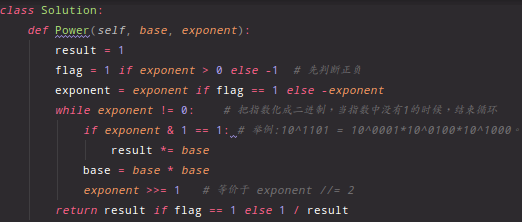 class Solution:
def Power(self, base, exponent):
result = 1
flag = 1 if exponent > 0 else -1 # 先判断正负
exponent = exponent if flag == 1 else -exponent
while exponent != 0: # 把指数化成二进制，当指数中没有1的时候，结束循环
if exponent & 1 == 1: # 举例:10^1101 = 10^0001*10^0100*10^1000。
result *= base
base = base * base
exponent >>= 1 # 等价于 exponent //= 2
return result if flag == 1 else 1 / result